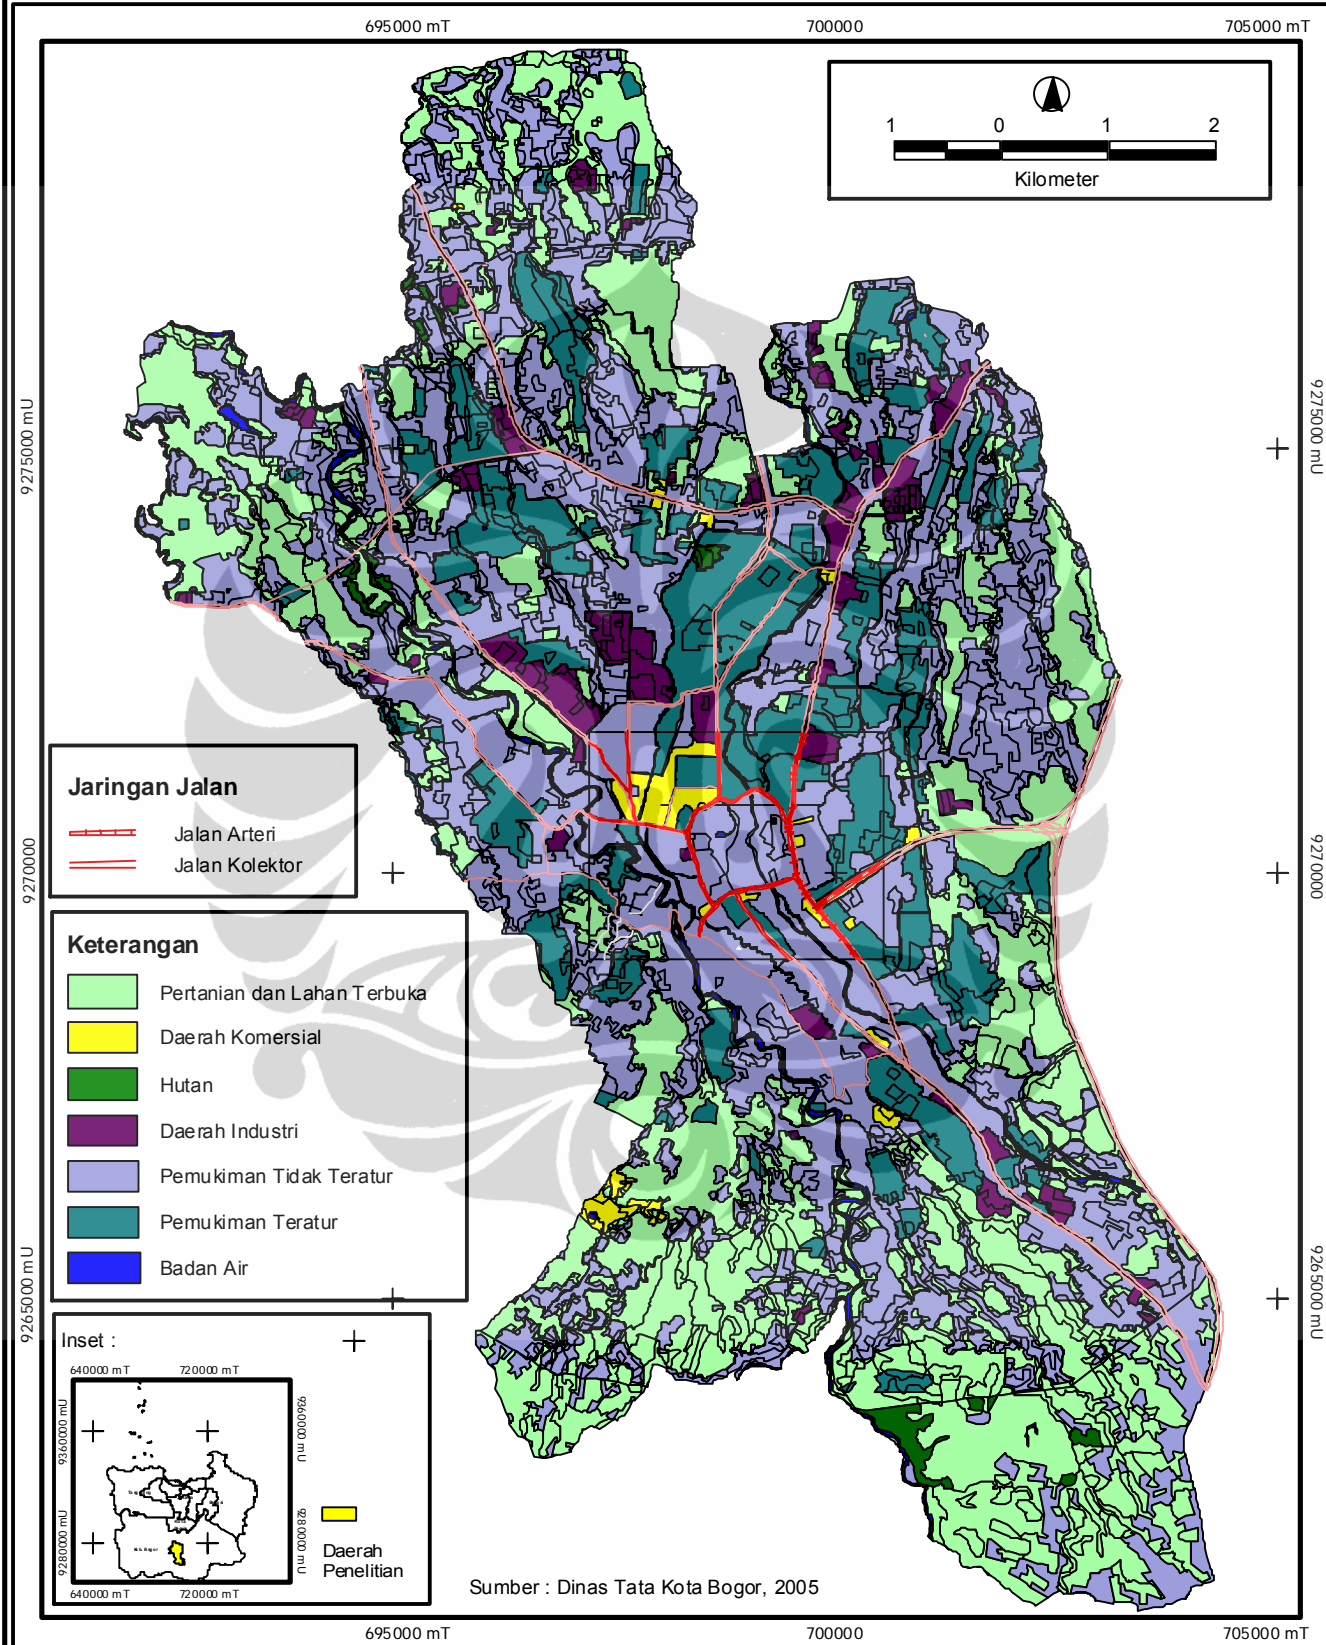 695000 mT
700000
705000 mT
1 0 1 2
Kilometer
9275000 mU
9275000 mU
Jaringan Jalan
Jalan Arteri
Jalan Kolektor
9270000
9270000
Keterangan
Pertanian dan Lahan Terbuka
Daerah Komersial
Hutan
Daerah Industri
Pemukiman Tidak Teratur
Pemukiman Teratur
Badan Air
9265000 mU
9265000 mU
Inset :
640000 mT
720000 mT
9360000 mU
9360000 mU
9280000 mU
9280000 mU
Kab Bogor
640000 mT
720000 mT
Daerah
Penelitian
Sumber : Dinas Tata Kota Bogor, 2005
695000 mT
700000
705000 mT